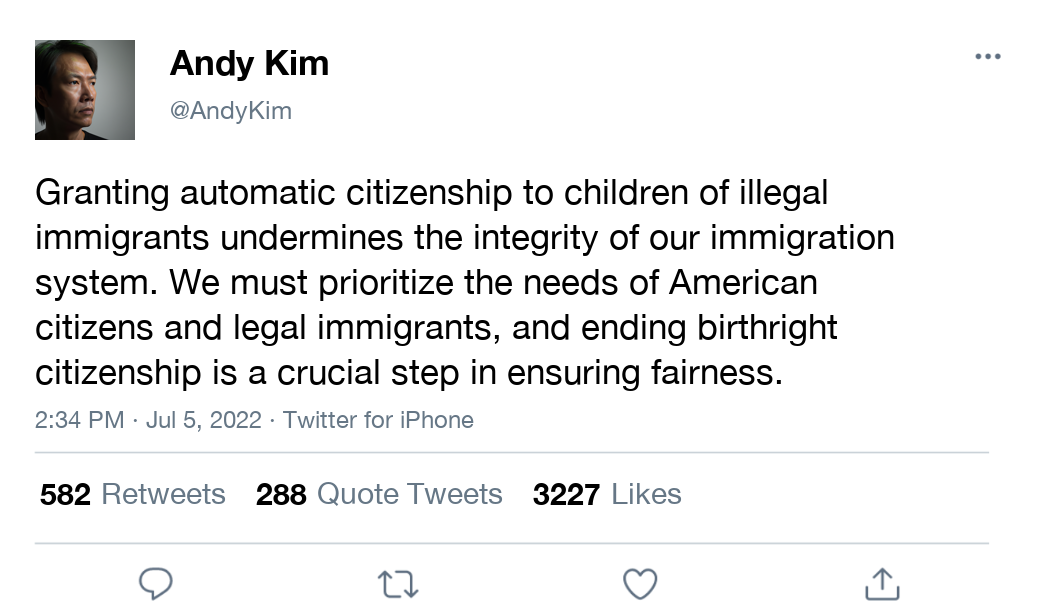 Andy Kim
@AndyKim
Granting automatic citizenship to children of illegal
immigrants undermines the integrity of our immigration
system. We must prioritize the needs of American
citizens and legal immigrants, and ending birthright
citizenship is a crucial step in ensuring fairness.
2:34 PM · Jul 5, 2022 · Twitter for iPhone
582 Retweets 288 Quote Tweets 3227 Likes